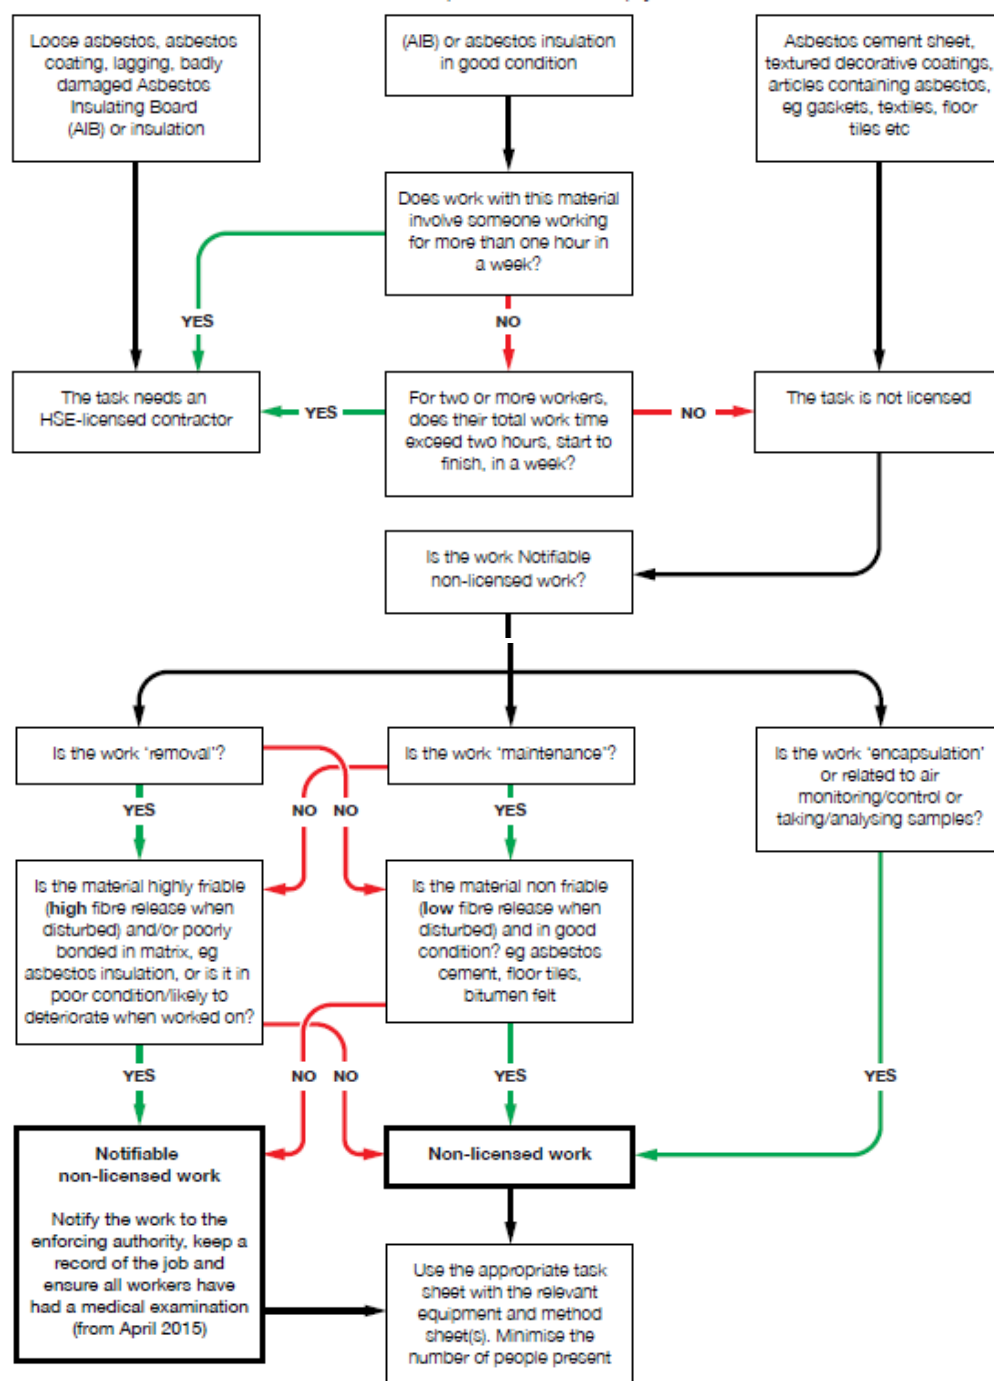 Loose asbestos, asbestos
coating, lagging, badly
damaged Asbestos
Insulating Board
(AIB) or insulation
(AIB) or asbestos insulation
in good condition
Asbestos cement sheet,
textured decorative coatings,
articles containing asbestos,
eg gaskets, textiles, floor
tiles etc
Does work with this material
involve someone working
for more than one hour in
a week?
YES
NO
The task needs an
HSE-licensed contractor
YES
For two or more workers,
does their total work time
exceed two hours, start to
finish, in a week?
NO
The task is not licensed
Is the work Notifiable
non-licensed work?
Is the work 'removal'?
Is the work 'maintenance'?
Is the work 'encapsulation'
or related to air
monitoring/control or
taking/analysing samples?
YES
NO
NO
YES
Is the material highly friable
(high fibre release when
disturbed) and/or poorly
bonded in matrix, eg
asbestos insulation, or is it in
poor condition/likely to
deteriorate when worked on?
Is the material non friable
(low fibre release when
disturbed) and in good
condition? eg asbestos
cement, floor tiles,
bitumen felt
YES
NO
NO
YES
YES
Notifiable
non-licensed work
Notify the work to the
enforcing authority, keep a
record of the job and
ensure all workers have
had a medical examination
(from April 2015)
Non-licensed work
Use the appropriate task
sheet with the relevant
equipment and method
sheet(s). Minimise the
number of people present